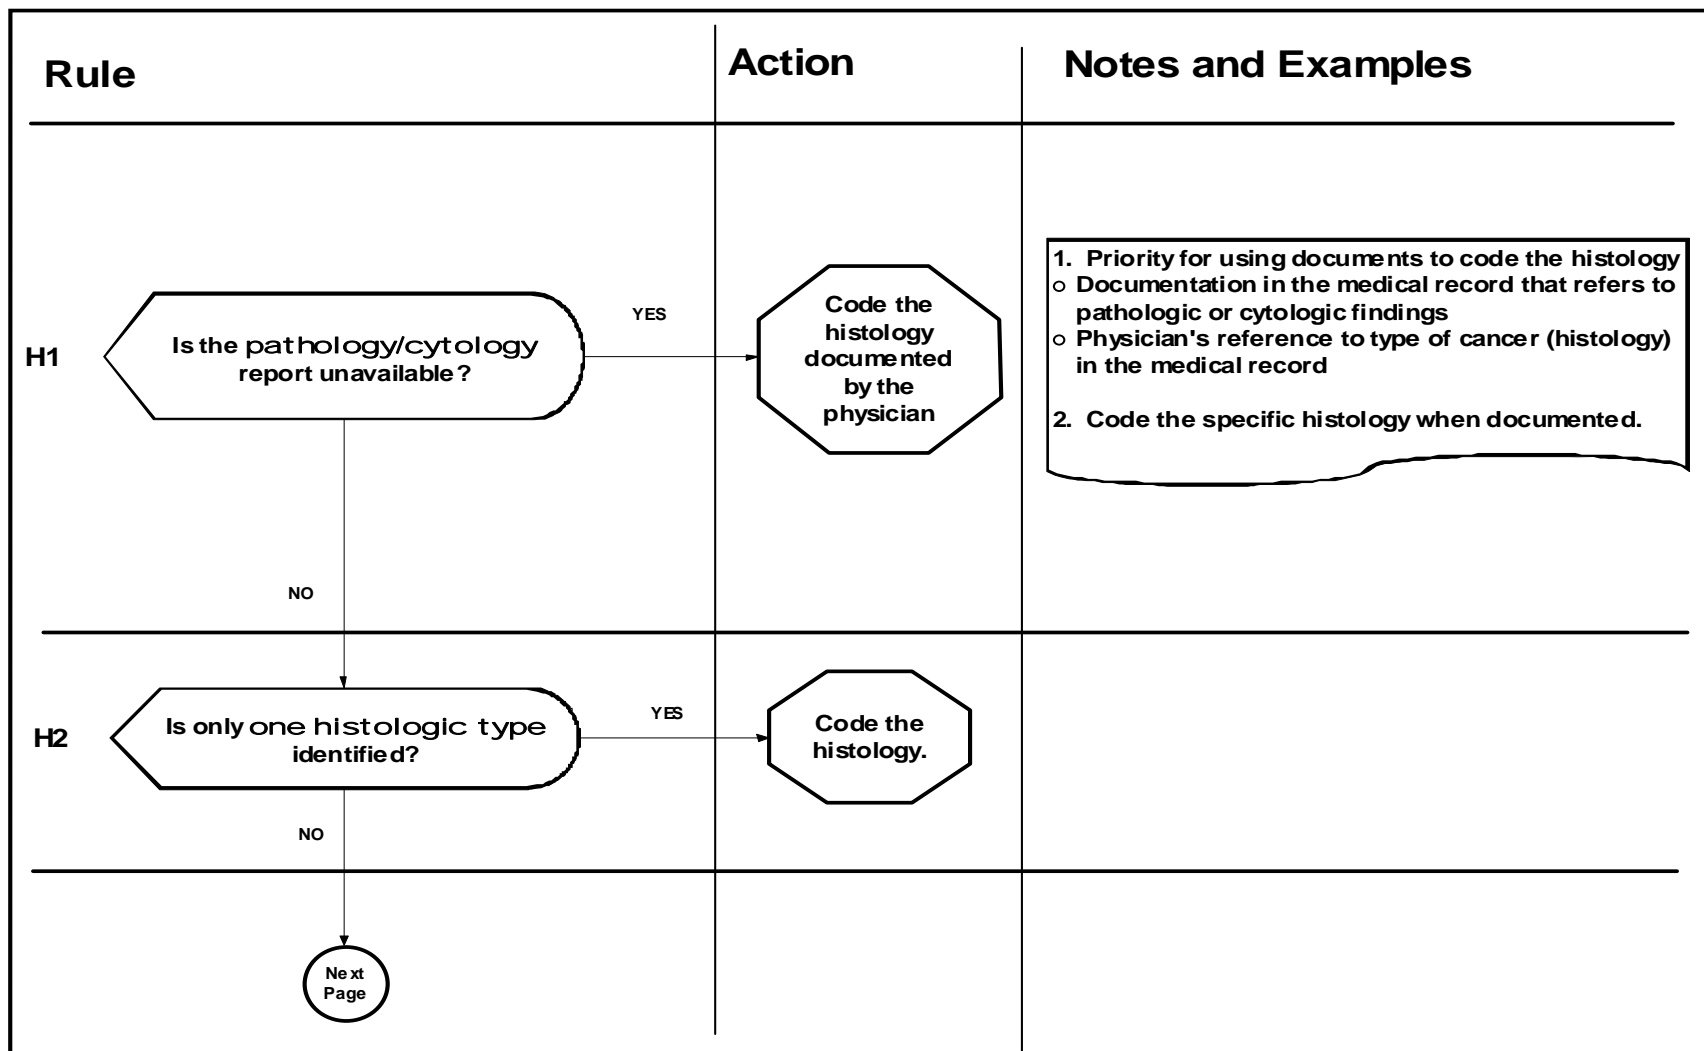 Rule
Action
Notes and Examples
H1
Is the pathology/cytology
report unavailable?
YES
Code the
histology
documented
by the
physician
1. Priority for using documents to code the histology
o Documentation in the medical record that refers to
pathologic or cytologic findings
o Physician's reference to type of cancer (histology)
in the medical record
2. Code the specific histology when documented.
NO
H2
Is only one histologic type
identified?
YES
Code the
histology.
NO
Next
Page